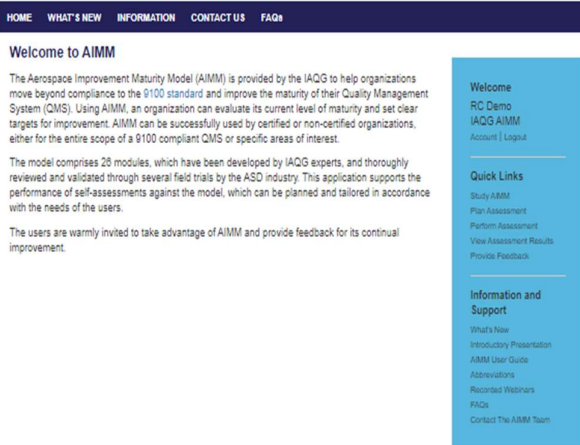 HOME WHAT'S NEW INFORMATION CONTACT US FAQs
Welcome to AIMM
The Aerospace Improvement Maturity Model (AIMM) is provided by the IAQG to help organizations
move beyond compliance to the 9100 standard and improve the maturity of their Quality Management
System (QMS). Using AIMM, an organization can evaluate its current level of maturity and set clear
targets for improvement. AIMM can be successfully used by certified or non-certified organizations,
either for the entire scope of a 9100 compliant QMS or specific areas of interest.
The model comprises 26 modules, which have been developed by IAQG experts, and thoroughly
reviewed and validated through several field trials by the ASD industry. This application supports the
performance of self-assessments against the model, which can be planned and tailored in accordance
with the needs of the users.
The users are warmly invited to take advantage of AIMM and provide feedback for its continual
improvement.
Welcome
RC Demo
IAQG AIMM
Account | Logout
Quick Links
Study AIMM
Plan Assessment
Perform Assessment
View Assessment Results
Provide Feedback
Information and
Support
What's New
Introductory Presentation
AIMM User Guide
Abbreviations
Recorded Webinars
FAQs
Contact The AIMM Team